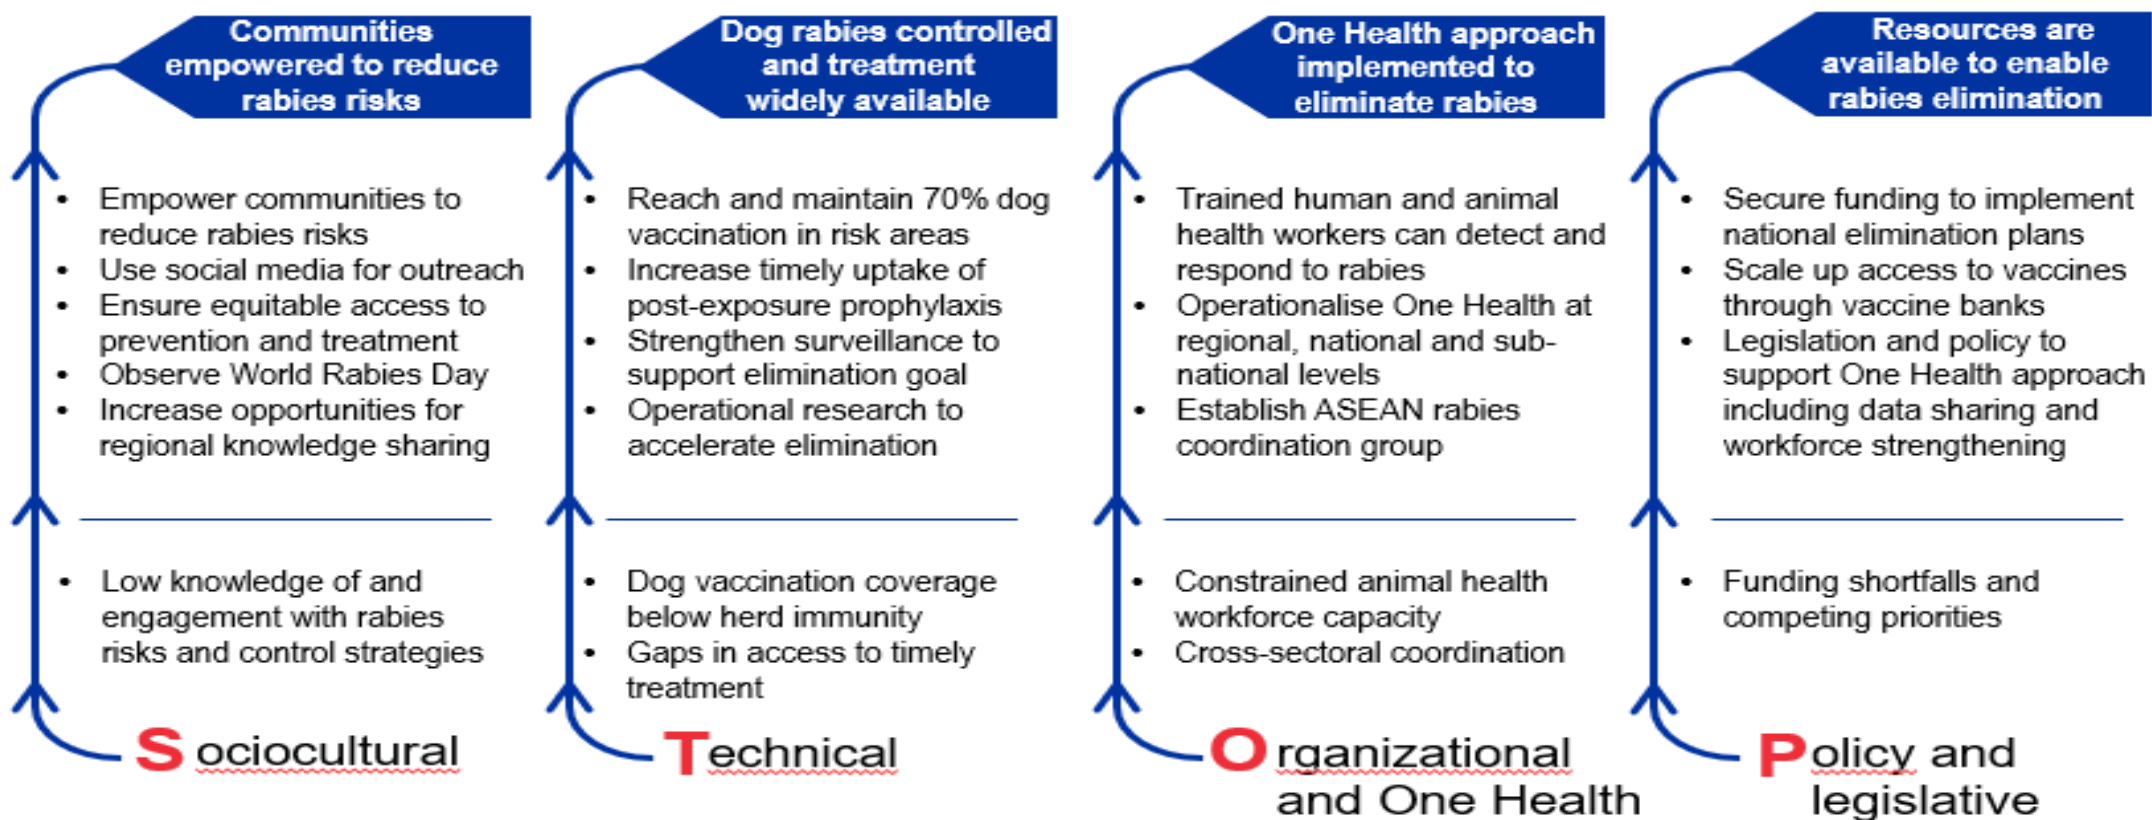 Communities
empowered to reduce
rabies risks
• Empower communities to
reduce rabies risks
• Use social media for outreach
• Ensure equitable access to
prevention and treatment
• Observe World Rabies Day
• Increase opportunities for
regional knowledge sharing
• Low knowledge of and
engagement with rabies
risks and control strategies
Sociocultural
Dog rabies controlled
and treatment
widely available
• Reach and maintain 70% dog
vaccination in risk areas
• Increase timely uptake of
post-exposure prophylaxis
• Strengthen surveillance to
support elimination goal
• Operational research to
accelerate elimination
• Dog vaccination coverage
below herd immunity
• Gaps in access to timely
treatment
Technical
One Health approach
implemented to
eliminate rabies
• Trained human and animal
health workers can detect and
respond to rabies
• Operationalise One Health at
regional, national and sub-
national levels
• Establish ASEAN rabies
coordination group
• Constrained animal health
workforce capacity
• Cross-sectoral coordination
Organizational
and One Health
Resources are
available to enable
rabies elimination
• Secure funding to implement
national elimination plans
• Scale up access to vaccines
through vaccine banks
• Legislation and policy to
support One Health approach
including data sharing and
workforce strengthening
• Funding shortfalls and
competing priorities
Policy and
legislative